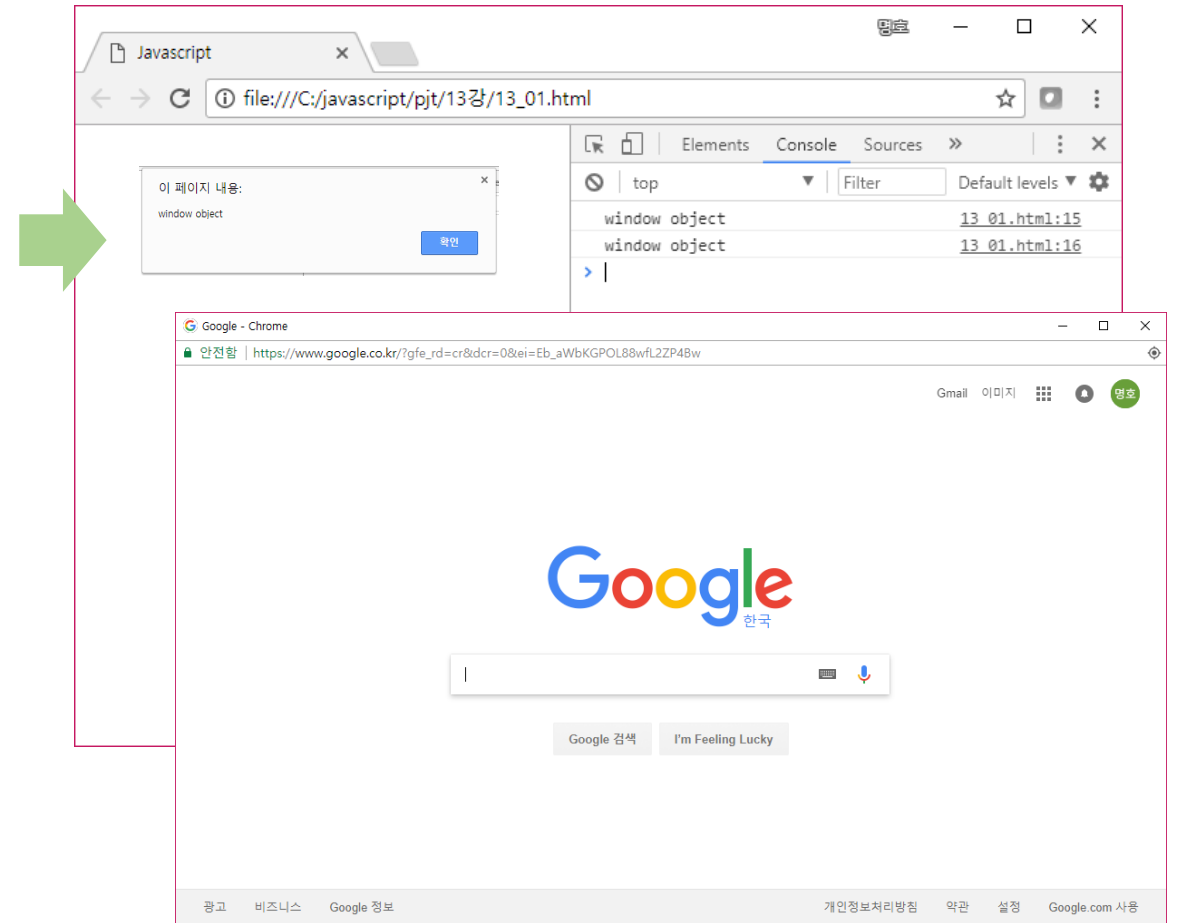 명호
Javascript
file:///C:/javascript/pjt/13강/13_01.html
Elements Console Sources
top Filter Default levels
window object 13_01.html:15
window object 13_01.html:16
이 페이지 내용:
window object
확인
Google - Chrome
안전함 https://www.google.co.kr/?gfe_rd=cr&dcr=0&ei=Eb_aWbKGPOL88wfL2ZP4Bw
Gmail 이미지 명호
Google
한국
Google 검색 I'm Feeling Lucky
광고 비즈니스 Google 정보 개인정보처리방침 약관 설정 Google.com 사용